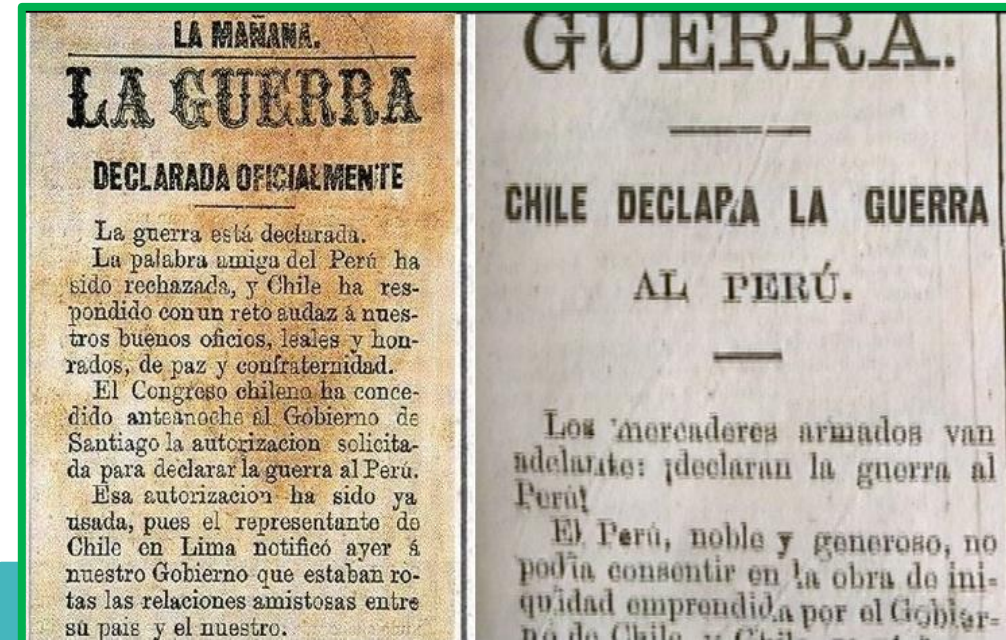 LA MAÑANA.
LA GUERRA
DECLARADA OFICIALMENTE
La guerra está declarada.
La palabra amiga del Perú ha
sido rechazada, y Chile ha res-
pondido con un reto audaz á nues-
tros buenos oficios, leales y hon-
rados, de paz y confraternidad.
El Congreso chileno ha conce-
dido anteanoche al Gobierno de
Santiago la autorizacion solicita-
da para declarar la guerra al Perú.
Esa autorizacion ha sido ya
usada, pues el representante de
Chile en Lima notificó ayer á
nuestro Gobierno que estaban ro-
tas las relaciones amistosas entre
su pais y el nuestro.
GUERRA.
CHILE DECLARA LA GUERRA
AL PERÚ.
Los mercaderes armados van
adelante: ¡declaran la guerra al
Perú!
El Perú, noble y generoso, no
podia consentir en la obra de ini-
quidad emprendida por el Gobier-
no de Chile, y Chile